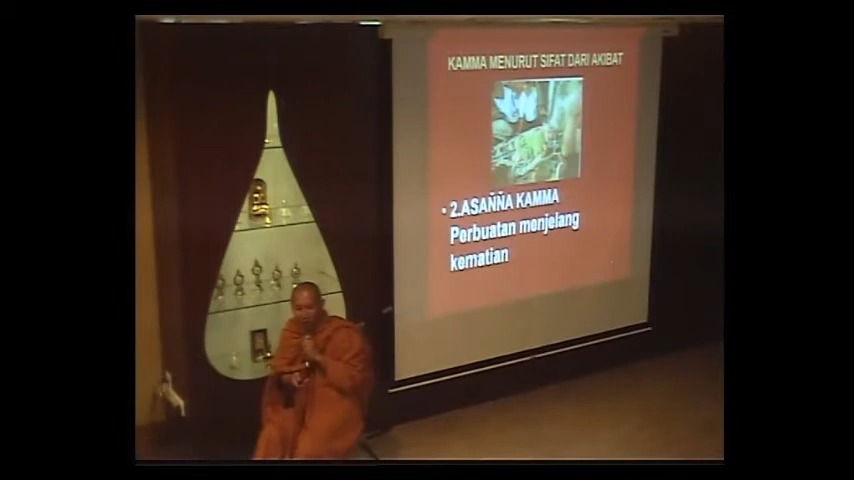 KAMMA MENURUT SIFAT DARI AKIBAT
• 2.ASAÑÑA KAMMA
Perbuatan menjelang
kematian